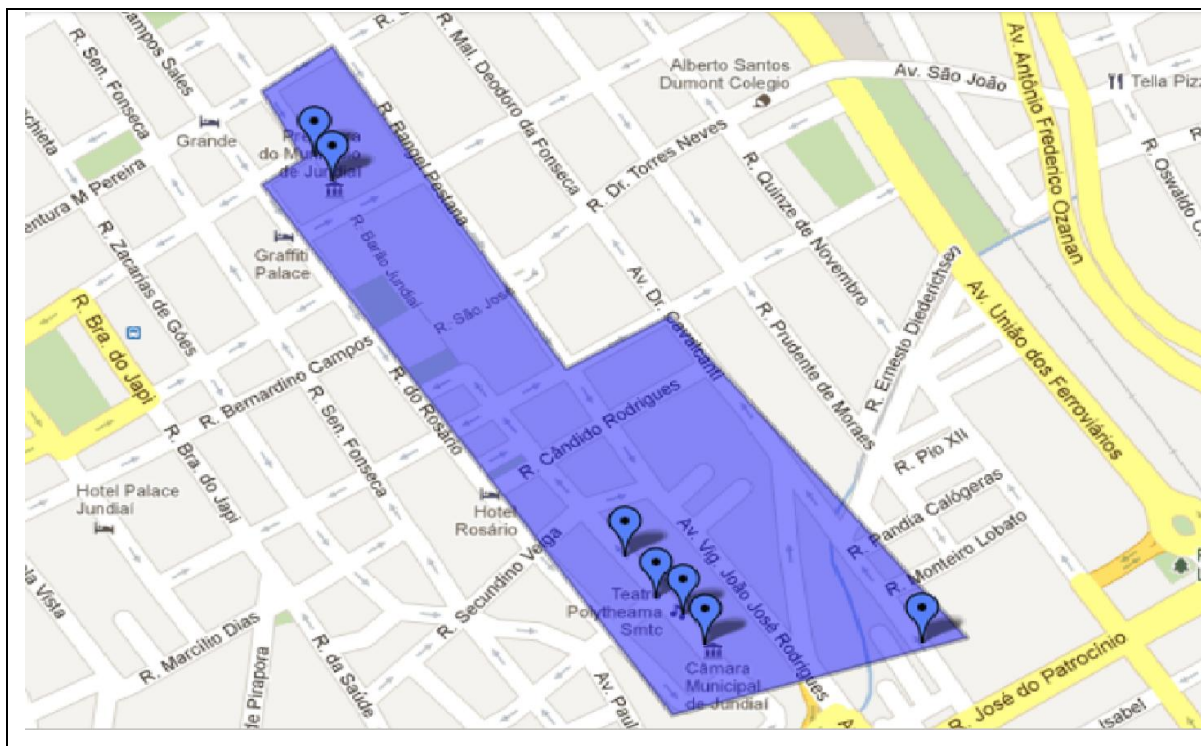 R. Sen. Fonseca
Campos Sales
R. Mal. Deodoro da Fonseca
Alberto Santos
Dumont Colegio
Av. São João
Av. Antônio Frederico Ozanan
Tella Pizz
R. Oswaldo C
Grande
do Município
de Jundiaí
R. Rangel Pestana
R. Dr. Torres Neves
R. Quinze de Novembro
entura M Pereira
R. Zacarias de Góes
Graffiti
Palace
R. Barão Jundiaí
R. São José
Av. Dr. Cavalcanti
R. Prudente de Moraes
R. Ernesto Diederichsen
Av. União dos Ferroviários
R. Bra. do Japi
R. Bernardino Campos
R. do Rosário
R. Sen. Fonseca
R. Cândido Rodrigues
R. Pio XII
R. Bra. do Japi
Hotel Palace
Jundiaí
Hotel
Rosário
R. Pandiá Calógeras
R. Monteiro Lobato
R. Secundino Veiga
Av. Vig. João José Rodrigues
Teatro
Polytheama
Smtc
Câmara
Municipal
de Jundiaí
la Vista
R. Marcílio Dias
de Pirapora
R. da Saúde
Av. Paul
R. José do Patrocínio
Isabel